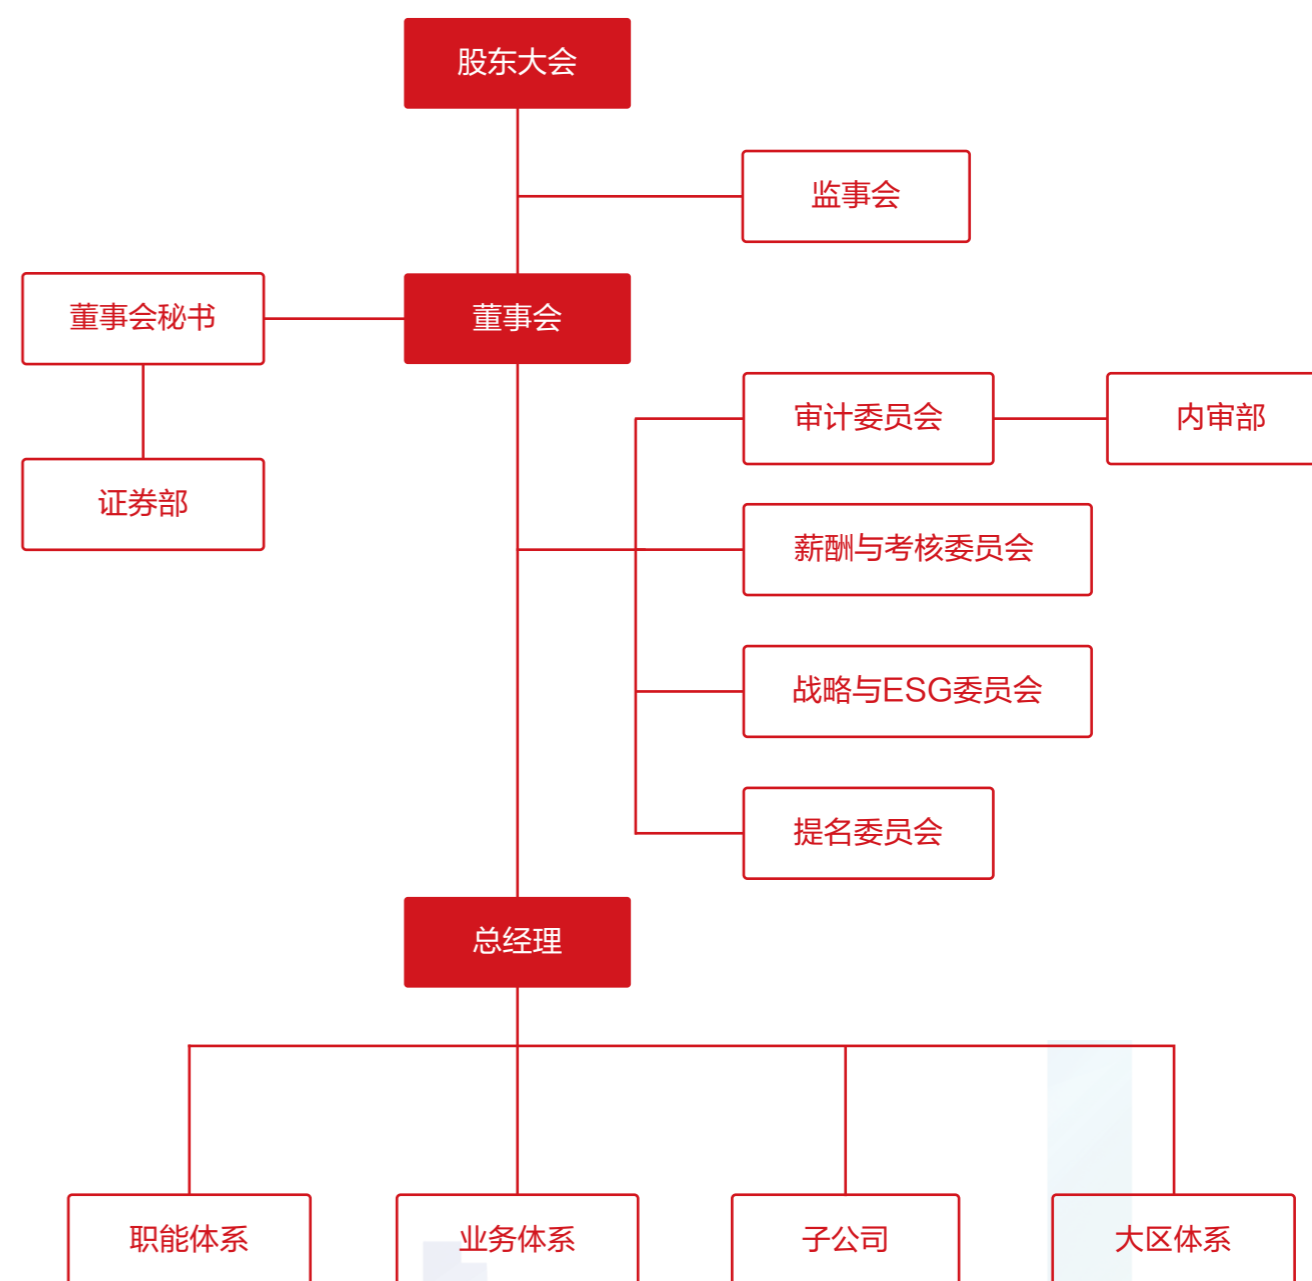 股东大会
监事会
董事会秘书
董事会
审计委员会
内审部
证券部
薪酬与考核委员会
战略与ESG委员会
提名委员会
总经理
职能体系
业务体系
子公司
大区体系